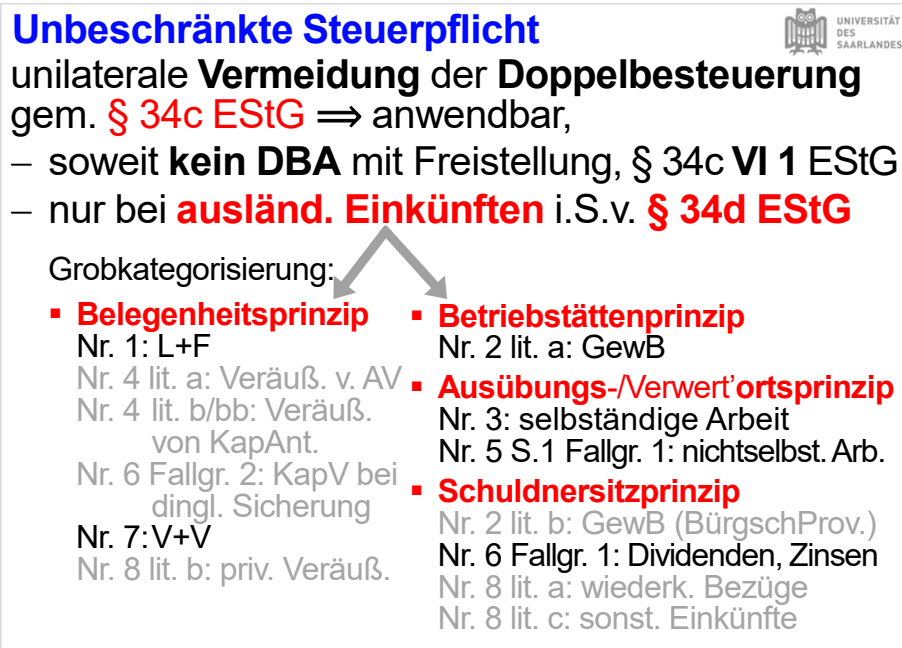 Unbeschränkte Steuerpflicht
UNIVERSITÄT
DES
SAARLANDES
unilaterale Vermeidung der Doppelbesteuerung
gem. § 34c EStG ⟹ anwendbar,
– soweit kein DBA mit Freistellung, § 34c VI 1 EStG
– nur bei ausländ. Einkünften i.S.v. § 34d EStG
Grobkategorisierung:
▪ Belegenheitsprinzip
Nr. 1: L+F
Nr. 4 lit. a: Veräuß. v. AV
Nr. 4 lit. b/bb: Veräuß.
von KapAnt.
Nr. 6 Fallgr. 2: KapV bei
dingl. Sicherung
Nr. 7: V+V
Nr. 8 lit. b: priv. Veräuß.
▪ Betriebstättenprinzip
Nr. 2 lit. a: GewB
▪ Ausübungs-/Verwert'ortsprinzip
Nr. 3: selbständige Arbeit
Nr. 5 S.1 Fallgr. 1: nichtselbst. Arb.
▪ Schuldnersitzprinzip
Nr. 2 lit. b: GewB (BürgschProv.)
Nr. 6 Fallgr. 1: Dividenden, Zinsen
Nr. 8 lit. a: wiederk. Bezüge
Nr. 8 lit. c: sonst. Einkünfte